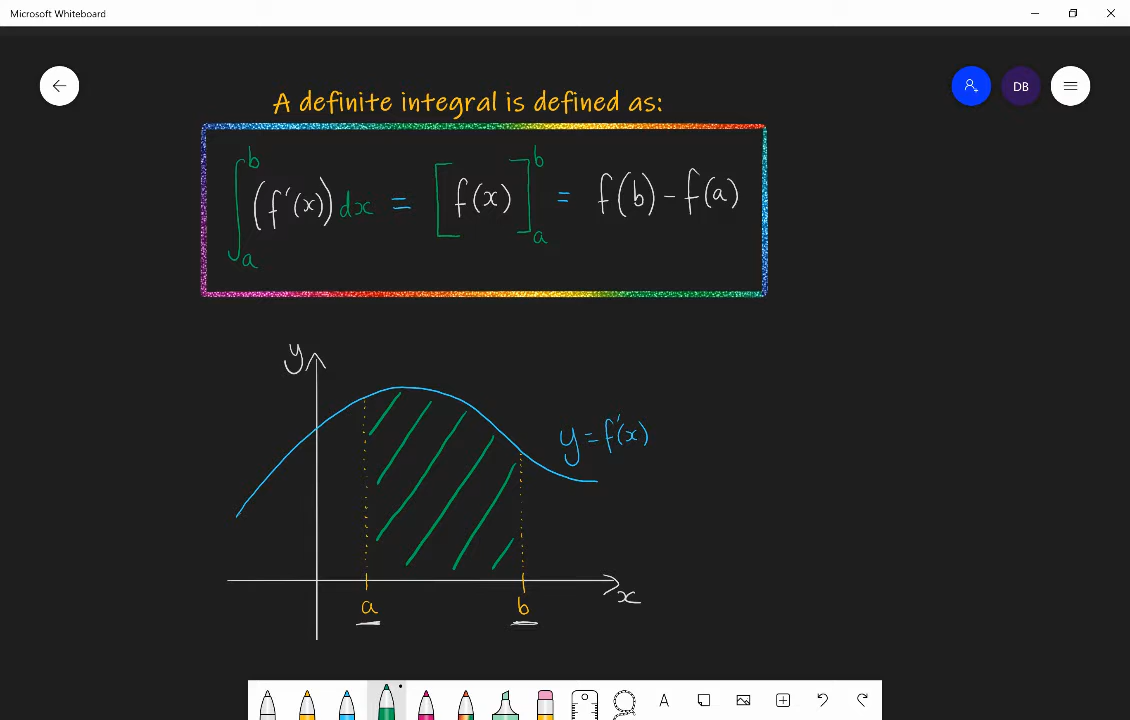 Microsoft Whiteboard
DB
A definite integral is defined as:
∫ₐᵇ (f'(x)) dx = [f(x)]ₐᵇ = f(b) - f(a)
y
y = f'(x)
x
a
b
A